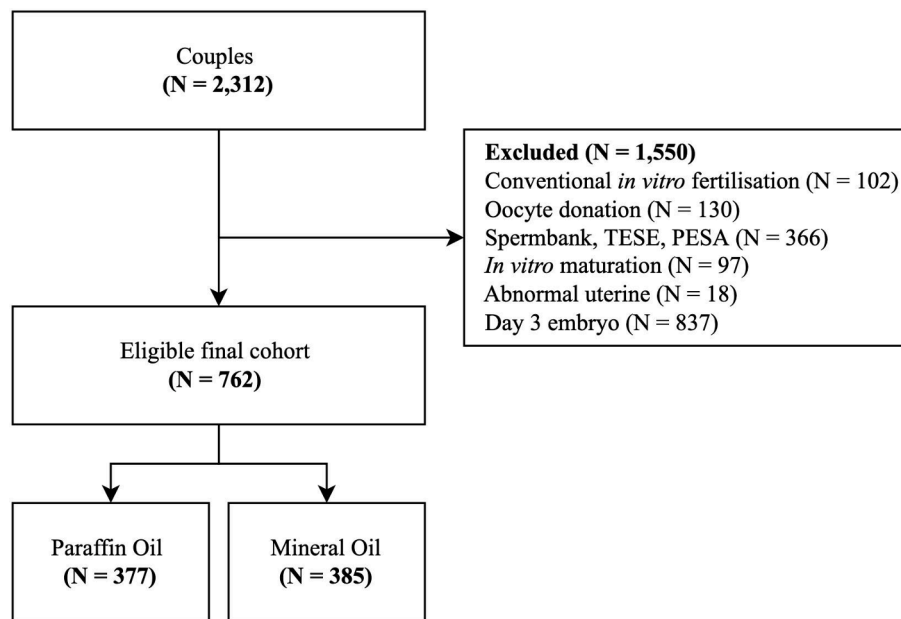 Couples
(N = 2,312)
Excluded (N = 1,550)
Conventional in vitro fertilisation (N = 102)
Oocyte donation (N = 130)
Spermbank, TESE, PESA (N = 366)
In vitro maturation (N = 97)
Abnormal uterine (N = 18)
Day 3 embryo (N = 837)
Eligible final cohort
(N = 762)
Paraffin Oil
(N = 377)
Mineral Oil
(N = 385)